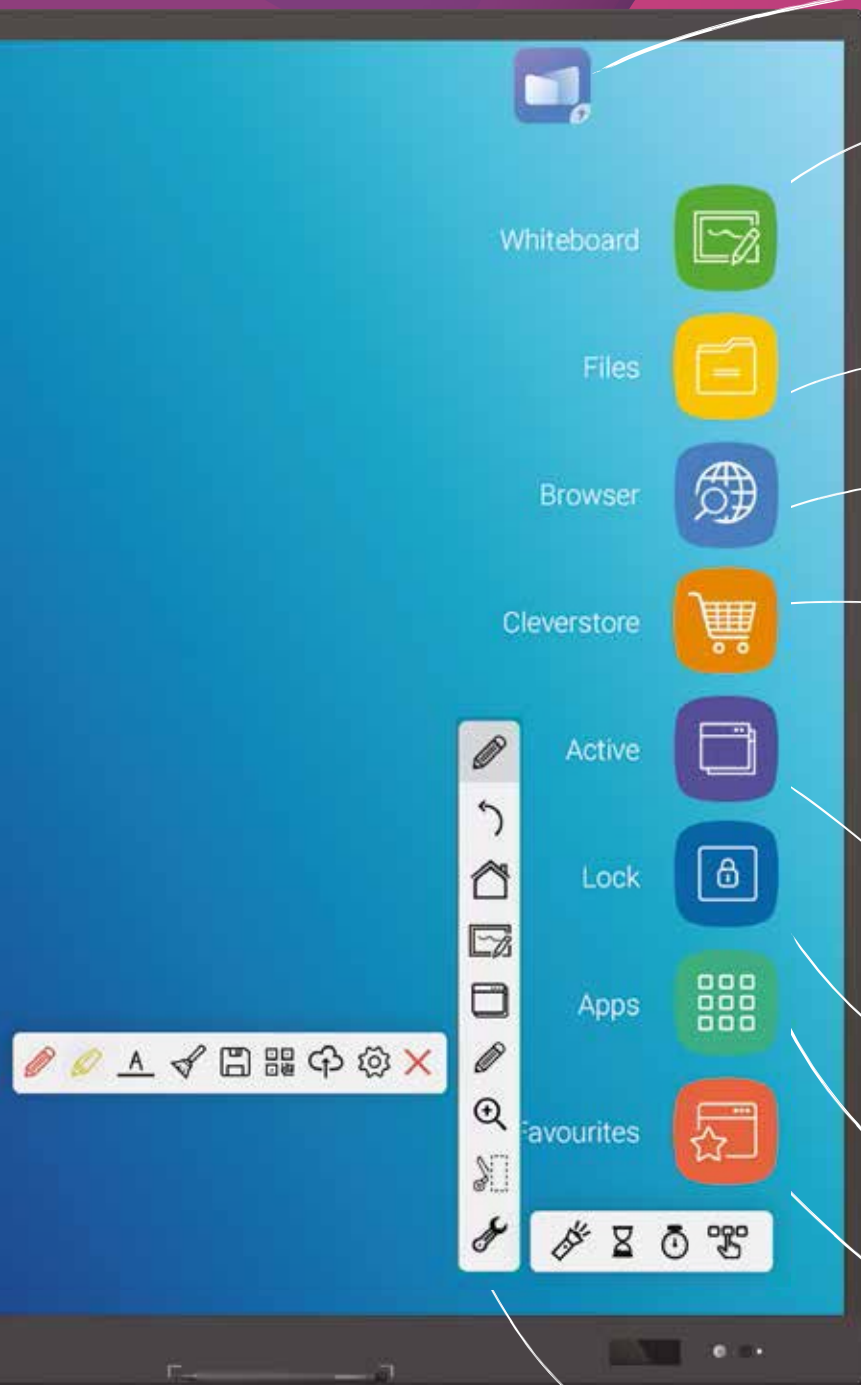 Whiteboard
Files
Browser
Cleverstore
Active
Lock
Apps
A
Favourites